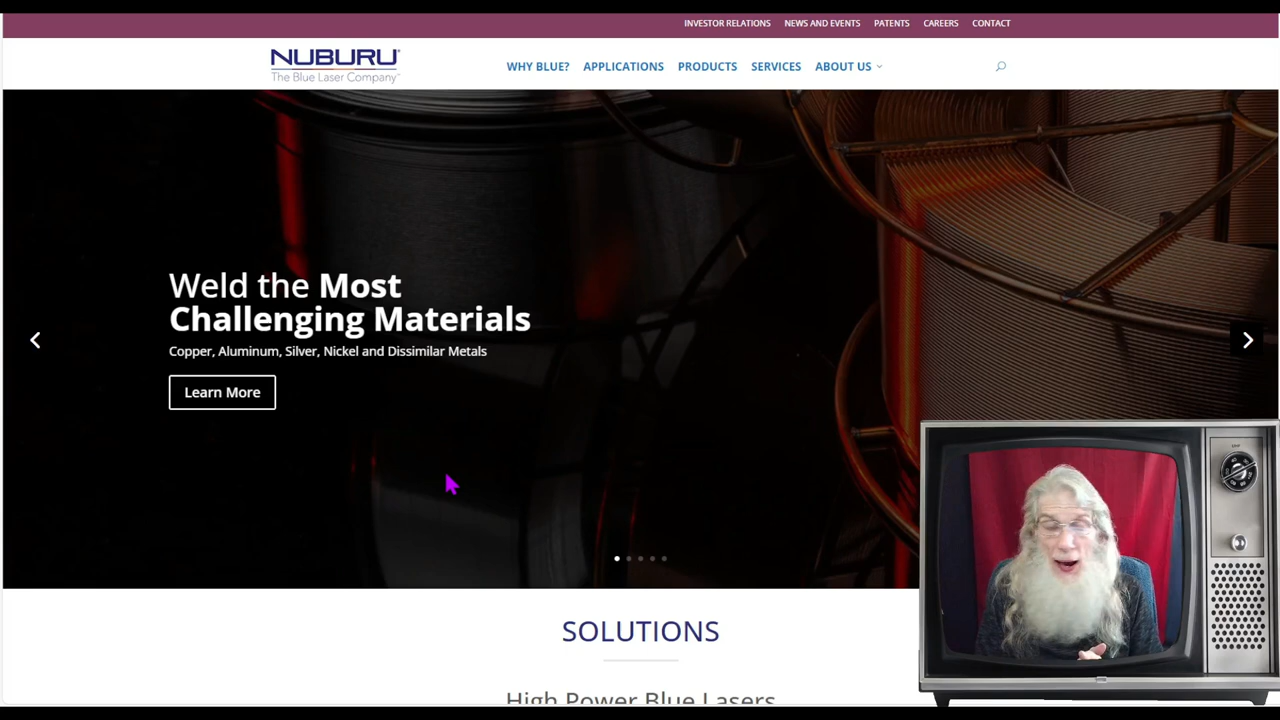 INVESTOR RELATIONS NEWS AND EVENTS PATENTS CAREERS CONTACT
NUBURU
The Blue Laser Company
WHY BLUE? APPLICATIONS PRODUCTS SERVICES ABOUT US
Weld the Most
Challenging Materials
Copper, Aluminum, Silver, Nickel and Dissimilar Metals
Learn More
SOLUTIONS
High Power Blue Lasers